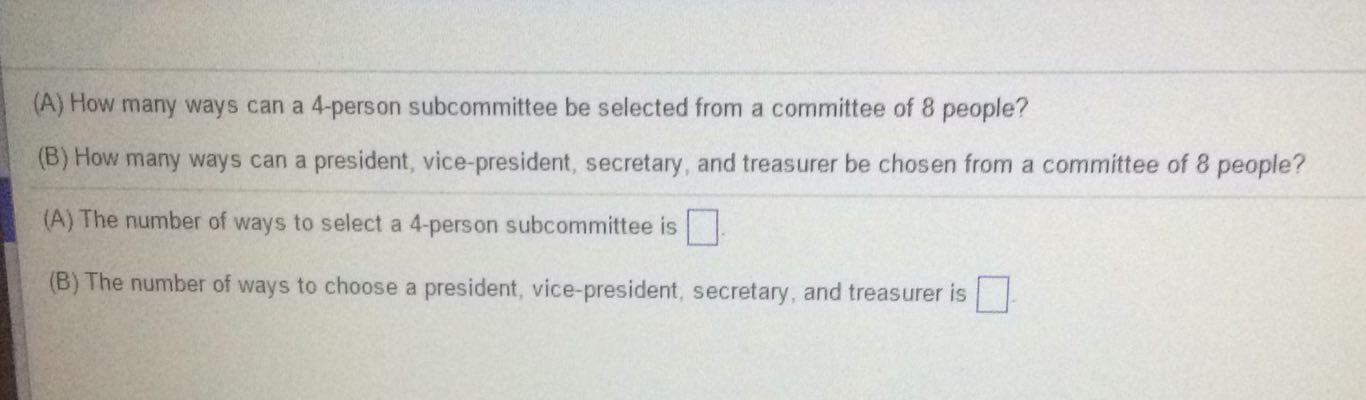 (A) How many ways can a 4-person subcommittee be selected from a committee of 8 people?
(B) How many ways can a president, vice-president, secretary, and treasurer be chosen from a committee of 8 people?
(A) The number of ways to select a 4-person subcommittee is .
(B) The number of ways to choose a president, vice-president, secretary, and treasurer is .